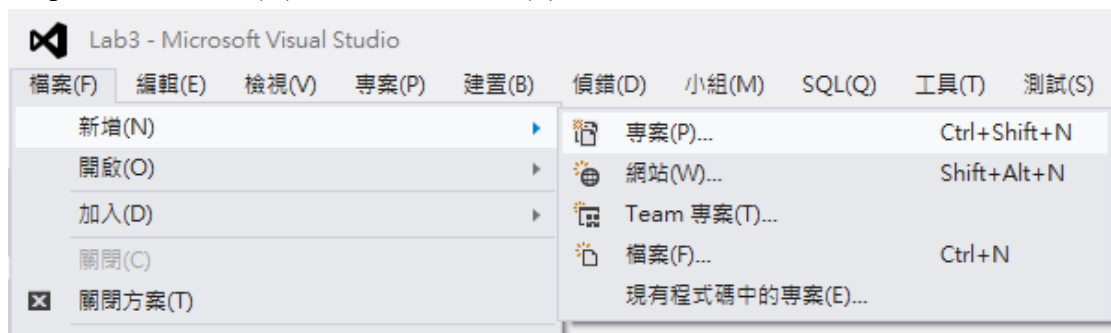 Lab3 - Microsoft Visual Studio
檔案(F) 編輯(E) 檢視(V) 專案(P) 建置(B) 偵錯(D) 小組(M) SQL(Q) 工具(T) 測試(S)
新增(N)
開啟(O)
加入(D)
關閉(C)
關閉方案(T)
專案(P)... Ctrl+Shift+N
網站(W)... Shift+Alt+N
Team 專案(T)...
檔案(F)... Ctrl+N
現有程式碼中的專案(E)...